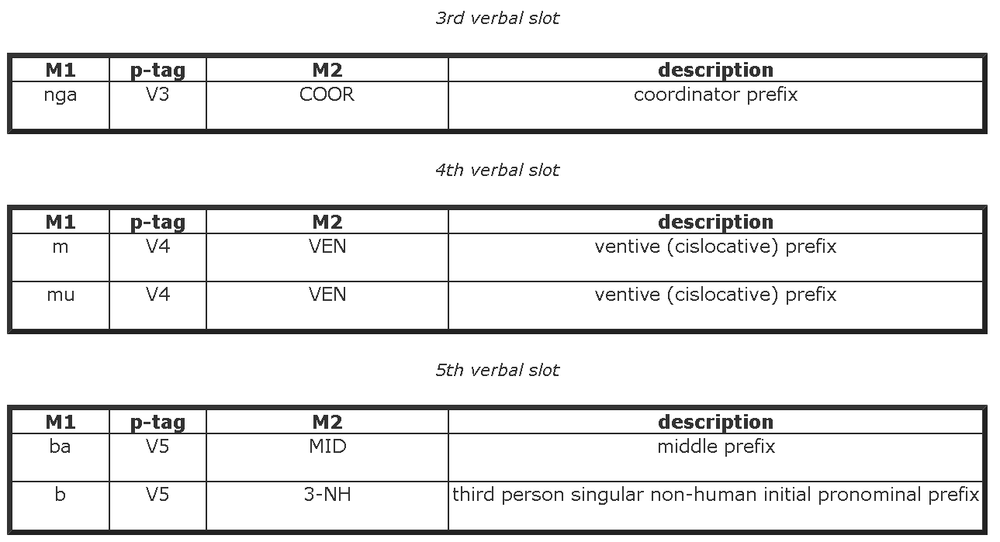 3rd verbal slot
M1 p-tag M2 description
nga V3 COOR coordinator prefix
4th verbal slot
M1 p-tag M2 description
m V4 VEN ventive (cislocative) prefix
mu V4 VEN ventive (cislocative) prefix
5th verbal slot
M1 p-tag M2 description
ba V5 MID middle prefix
b V5 3-NH third person singular non-human initial pronominal prefix